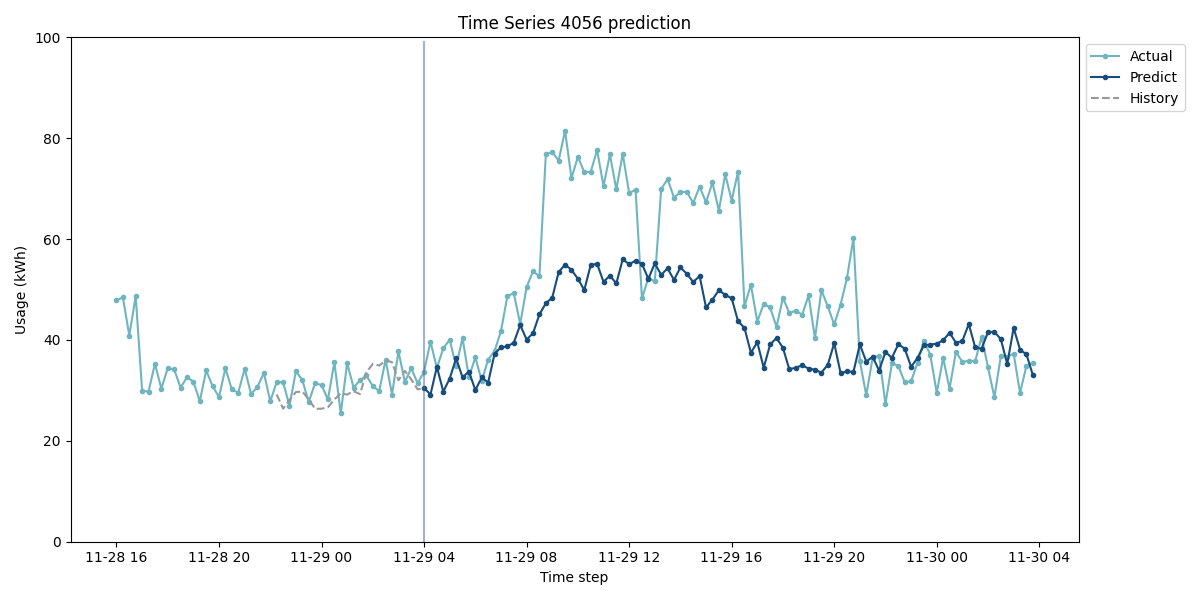 Time Series 4056 prediction
Actual
Predict
History
Usage (kWh)
100
80
60
40
20
0
11-28 16
11-28 20
11-29 00
11-29 04
11-29 08
11-29 12
11-29 16
11-29 20
11-30 00
11-30 04
Time step